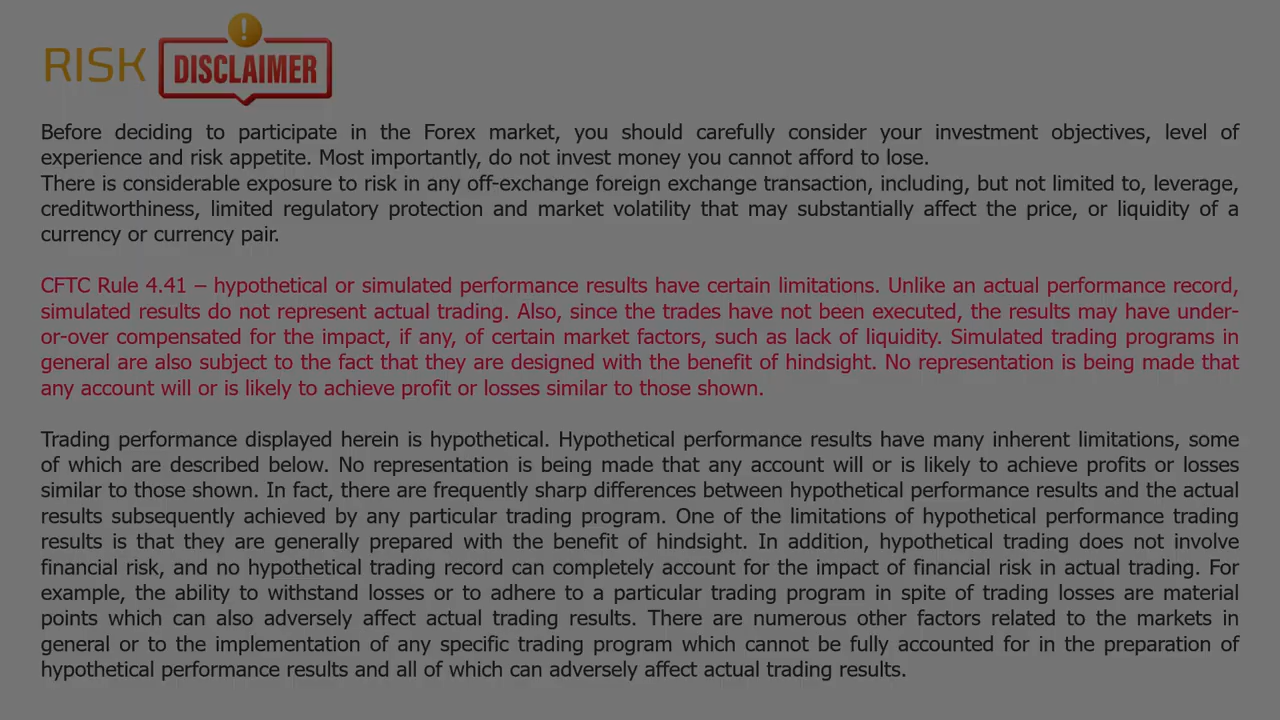 RISK DISCLAIMER
Before deciding to participate in the Forex market, you should carefully consider your investment objectives, level of
experience and risk appetite. Most importantly, do not invest money you cannot afford to lose.
There is considerable exposure to risk in any off-exchange foreign exchange transaction, including, but not limited to, leverage,
creditworthiness, limited regulatory protection and market volatility that may substantially affect the price, or liquidity of a
currency or currency pair.
CFTC Rule 4.41 – hypothetical or simulated performance results have certain limitations. Unlike an actual performance record,
simulated results do not represent actual trading. Also, since the trades have not been executed, the results may have under-
or-over compensated for the impact, if any, of certain market factors, such as lack of liquidity. Simulated trading programs in
general are also subject to the fact that they are designed with the benefit of hindsight. No representation is being made that
any account will or is likely to achieve profit or losses similar to those shown.
Trading performance displayed herein is hypothetical. Hypothetical performance results have many inherent limitations, some
of which are described below. No representation is being made that any account will or is likely to achieve profits or losses
similar to those shown. In fact, there are frequently sharp differences between hypothetical performance results and the actual
results subsequently achieved by any particular trading program. One of the limitations of hypothetical performance trading
results is that they are generally prepared with the benefit of hindsight. In addition, hypothetical trading does not involve
financial risk, and no hypothetical trading record can completely account for the impact of financial risk in actual trading. For
example, the ability to withstand losses or to adhere to a particular trading program in spite of trading losses are material
points which can also adversely affect actual trading results. There are numerous other factors related to the markets in
general or to the implementation of any specific trading program which cannot be fully accounted for in the preparation of
hypothetical performance results and all of which can adversely affect actual trading results.